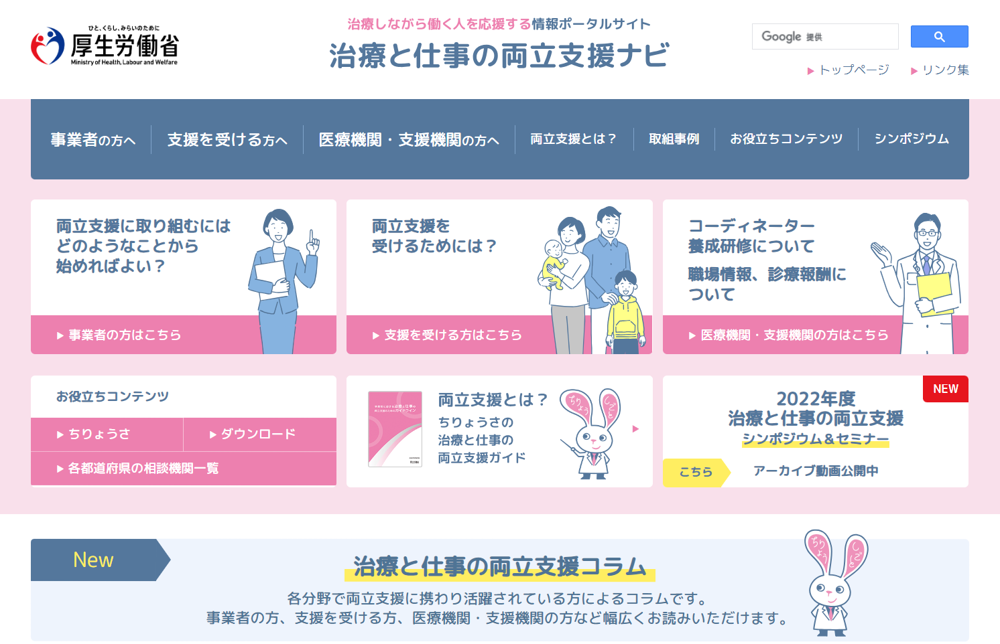 ひと、くらし、みらいのために
厚生労働省
Ministry of Health, Labour and Welfare
治療しながら働く人を応援する情報ポータルサイト
治療と仕事の両立支援ナビ
Google 提供
トップページ
リンク集
事業者の方へ
支援を受ける方へ
医療機関・支援機関の方へ
両立支援とは？
取組事例
お役立ちコンテンツ
シンポジウム
両立支援に取り組むには
どのようなことから
始めればよい？
事業者の方はこちら
両立支援を
受けるためには？
支援を受ける方はこちら
コーディネーター
養成研修について
職場情報、診療報酬に
ついて
医療機関・支援機関の方はこちら
お役立ちコンテンツ
ちりょうさ
ダウンロード
各都道府県の相談機関一覧
両立支援とは？
ちりょうさの
治療と仕事の
両立支援ガイド
ちりょう
しごと
NEW
2022年度
治療と仕事の両立支援
シンポジウム＆セミナー
こちら
アーカイブ動画公開中
New
治療と仕事の両立支援コラム
各分野で両立支援に携わり活躍されている方によるコラムです。
事業者の方、支援を受ける方、医療機関・支援機関の方など幅広くお読みいただけます。
ちりょう
しごと